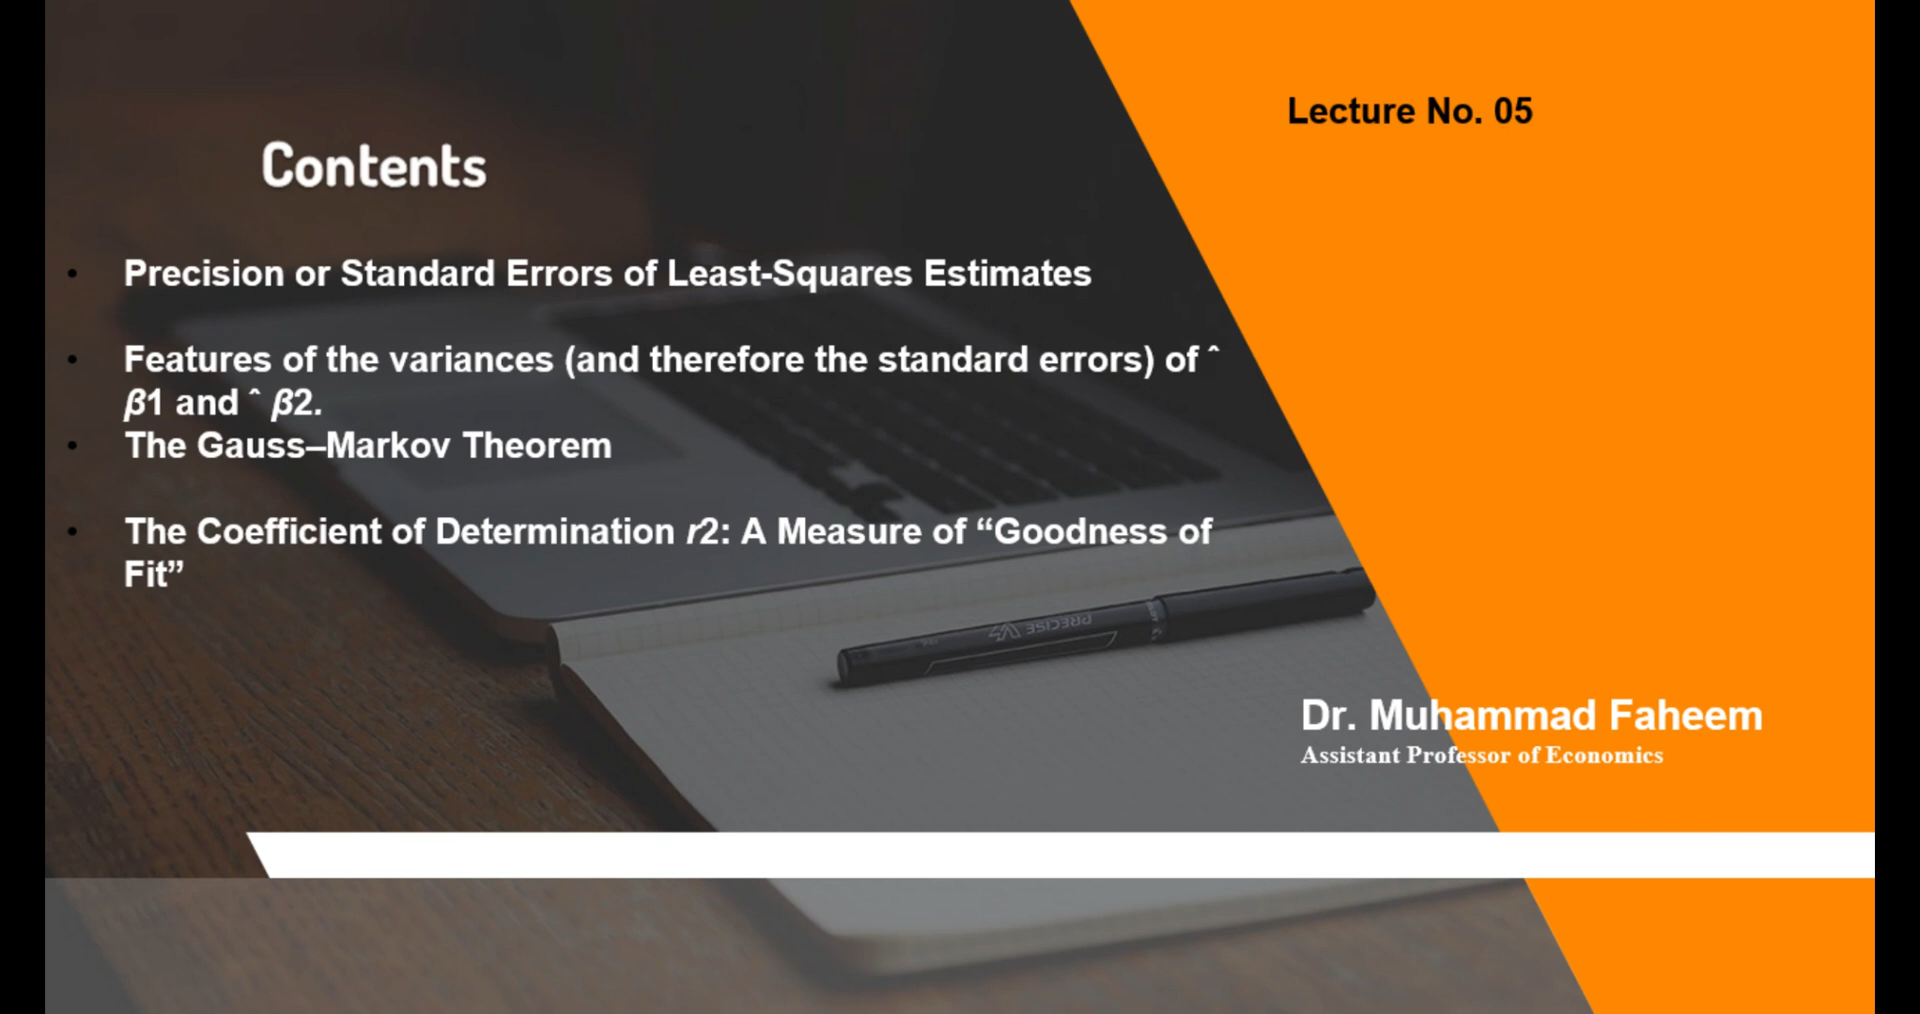 Lecture No. 05
Contents
• Precision or Standard Errors of Least-Squares Estimates
• Features of the variances (and therefore the standard errors) of ˆ
β1 and ˆ β2.
• The Gauss–Markov Theorem
• The Coefficient of Determination r2: A Measure of “Goodness of
Fit”
PRECISE V5
Dr. Muhammad Faheem
Assistant Professor of Economics